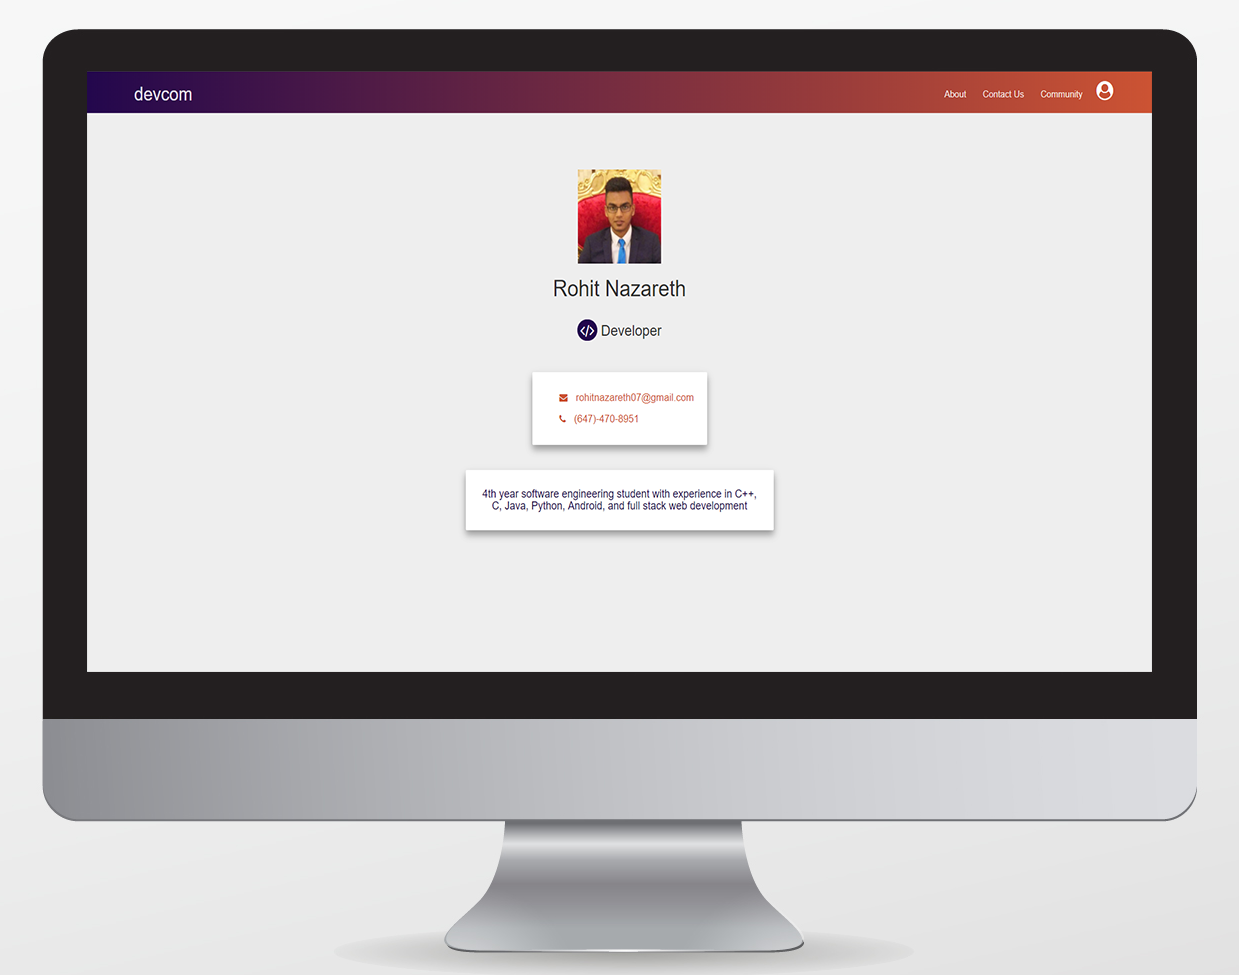 devcom
About Contact Us Community
Rohit Nazareth
Developer
rohitnazareth07@gmail.com
(647)-470-8951
4th year software engineering student with experience in C++,
C, Java, Python, Android, and full stack web development